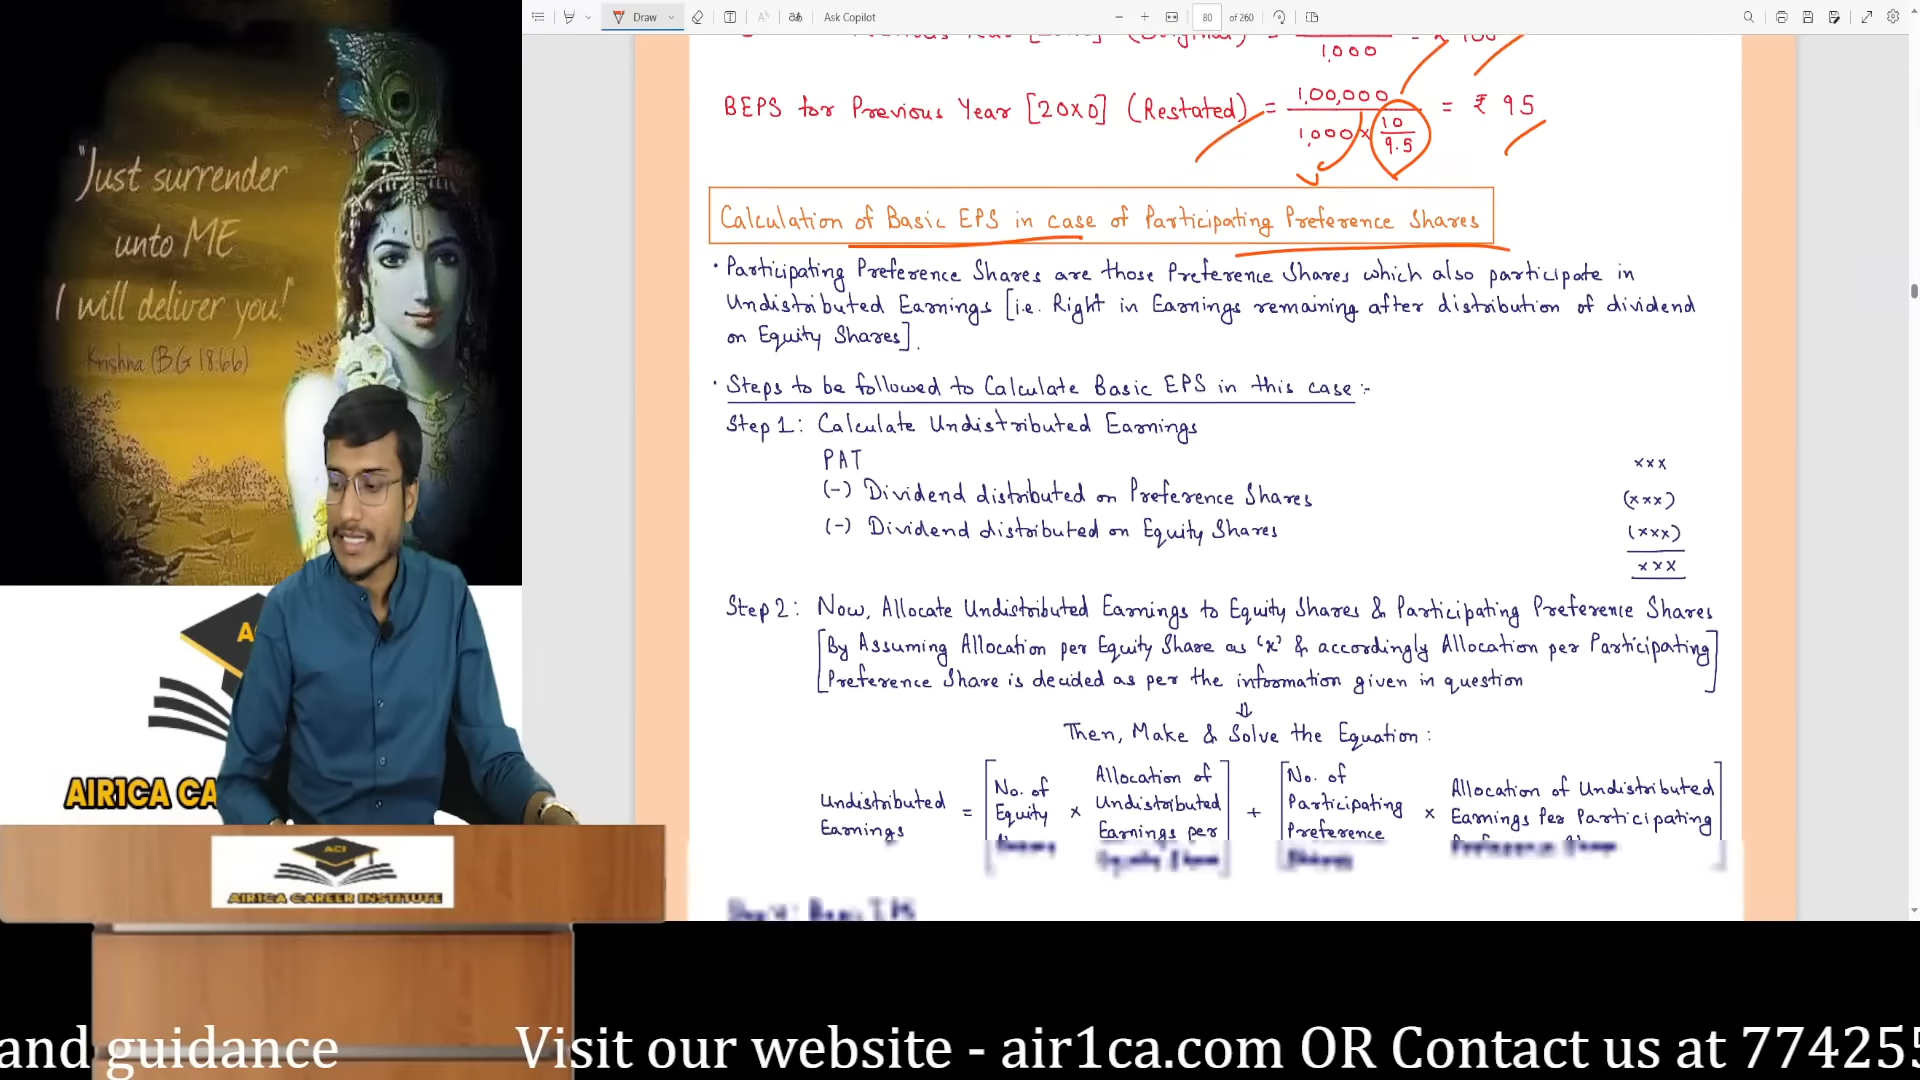 Draw
Ask Copilot
80 of 260
1,000
BEPS for Previous Year [20X0] (Restated) = 1,00,000 / 1,000 × 10/9.5 = ₹ 95
Calculation of Basic EPS in case of Participating Preference Shares
• Participating Preference Shares are those Preference Shares which also participate in
Undistributed Earnings [i.e. Right in Earnings remaining after distribution of dividend
on Equity Shares].
• Steps to be followed to Calculate Basic EPS in this case :-
Step 1: Calculate Undistributed Earnings
PAT xxx
(-) Dividend distributed on Preference Shares (xxx)
(-) Dividend distributed on Equity Shares (xxx)
xxx
Step 2: Now, Allocate Undistributed Earnings to Equity Shares & Participating Preference Shares
[By Assuming Allocation per Equity Share as 'x' & accordingly Allocation per Participating
Preference Share is decided as per the information given in question]
⇓
Then, Make & Solve the Equation :
Undistributed Earnings = [No. of Equity × Allocation of Undistributed Earnings per] + [No. of Participating Preference × Allocation of Undistributed Earnings Per Participating]
"Just surrender
unto ME
I will deliver you!"
Krishna (B.G 18:66)
AIR1CA CA
ACI
AIR1CA CAREER INSTITUTE
and guidance Visit our website - air1ca.com OR Contact us at 774255